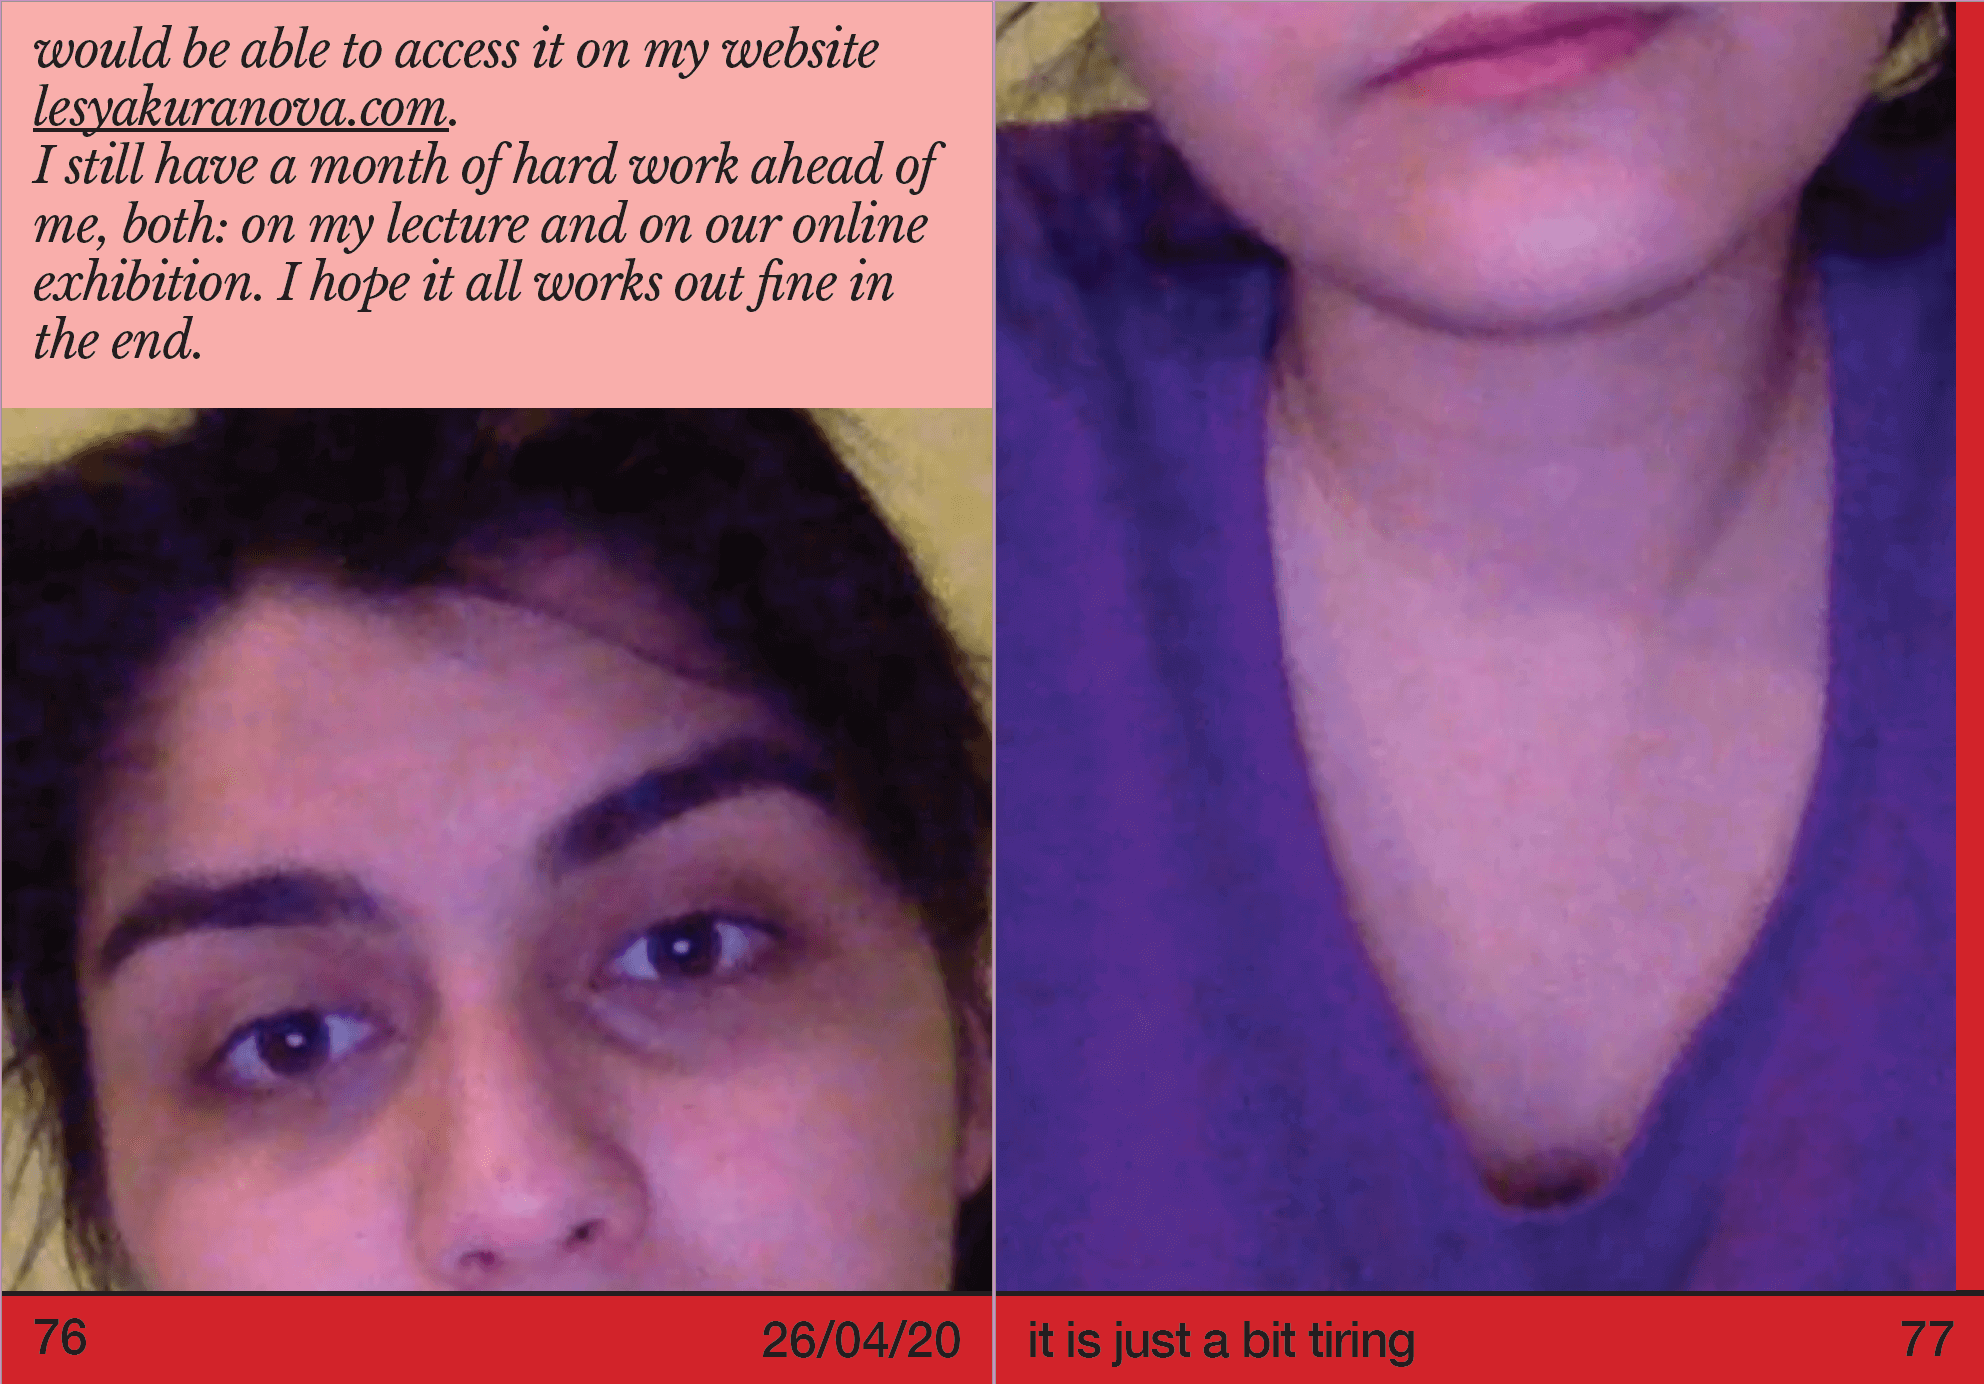 would be able to access it on my website
lesyakuranova.com.
I still have a month of hard work ahead of
me, both: on my lecture and on our online
exhibition. I hope it all works out fine in
the end.
76
26/04/20
it is just a bit tiring
77